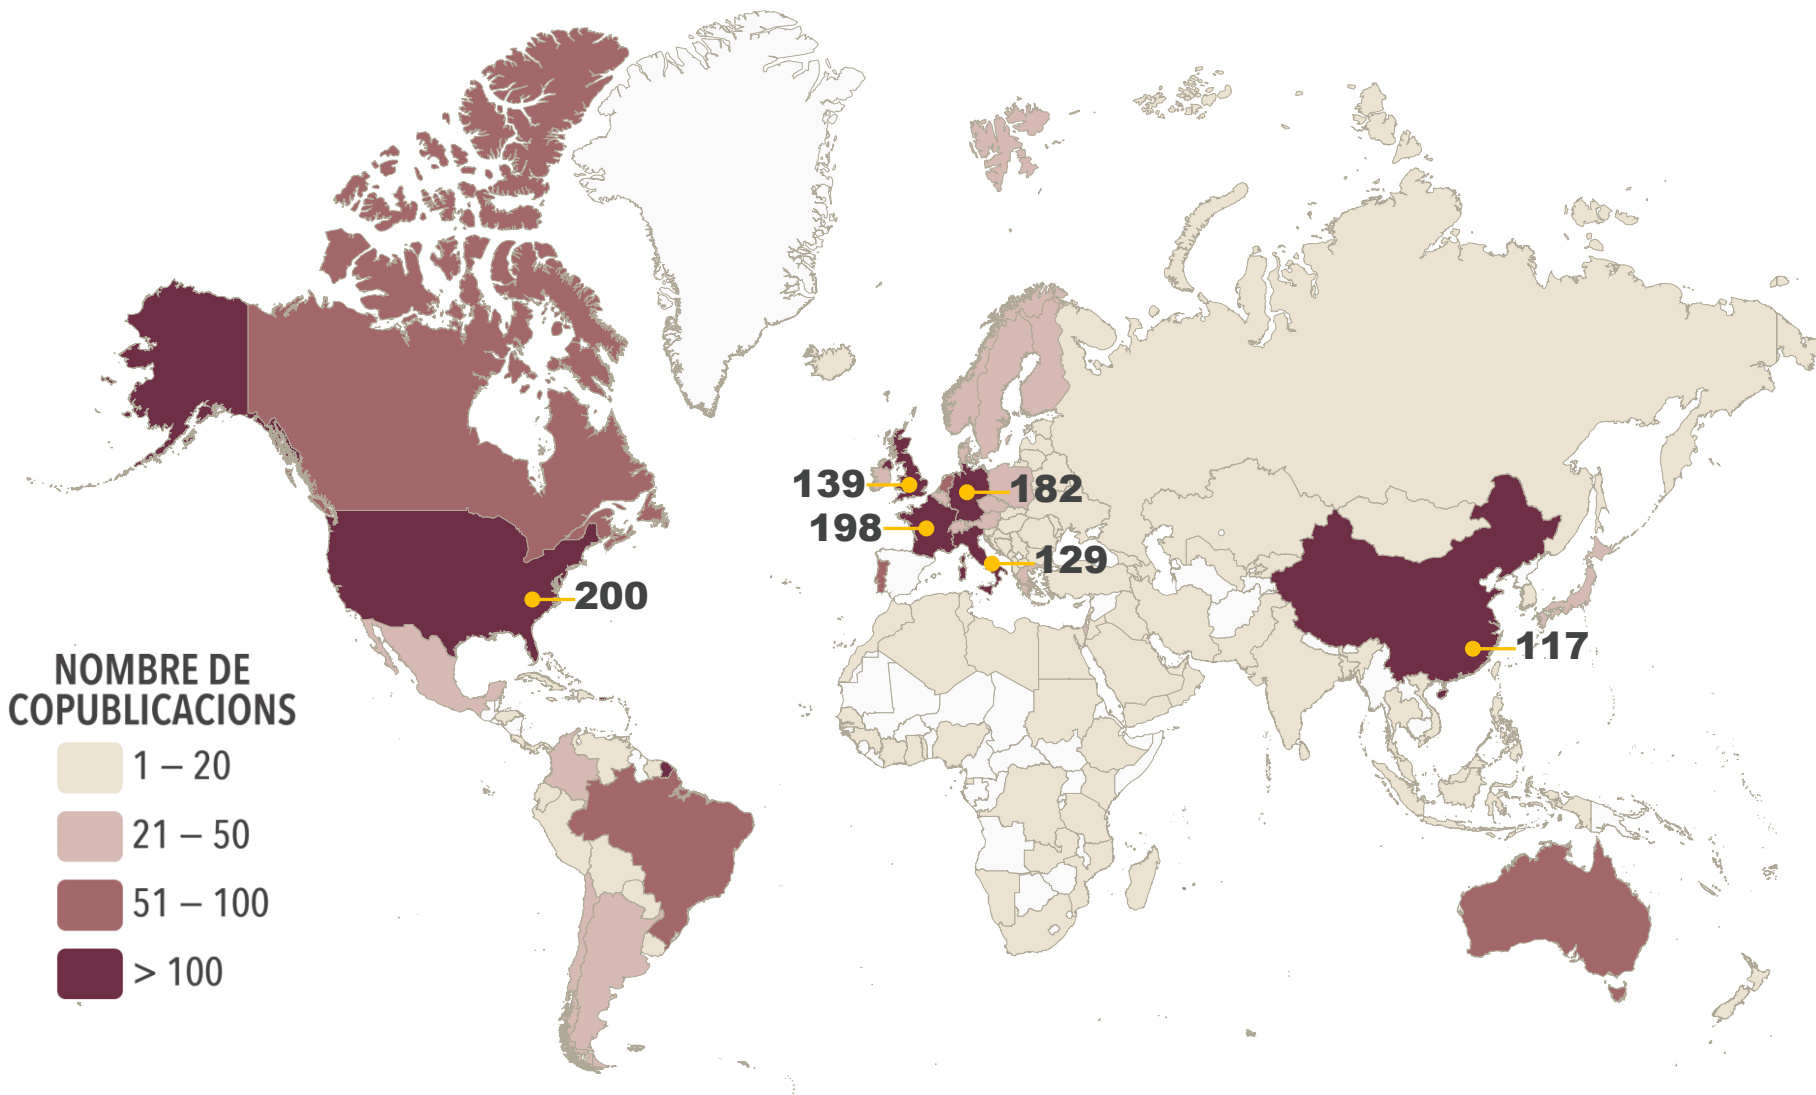 139
182
198
129
200
117
NOMBRE DE
COPUBLICACIONS
1 – 20
21 – 50
51 – 100
> 100